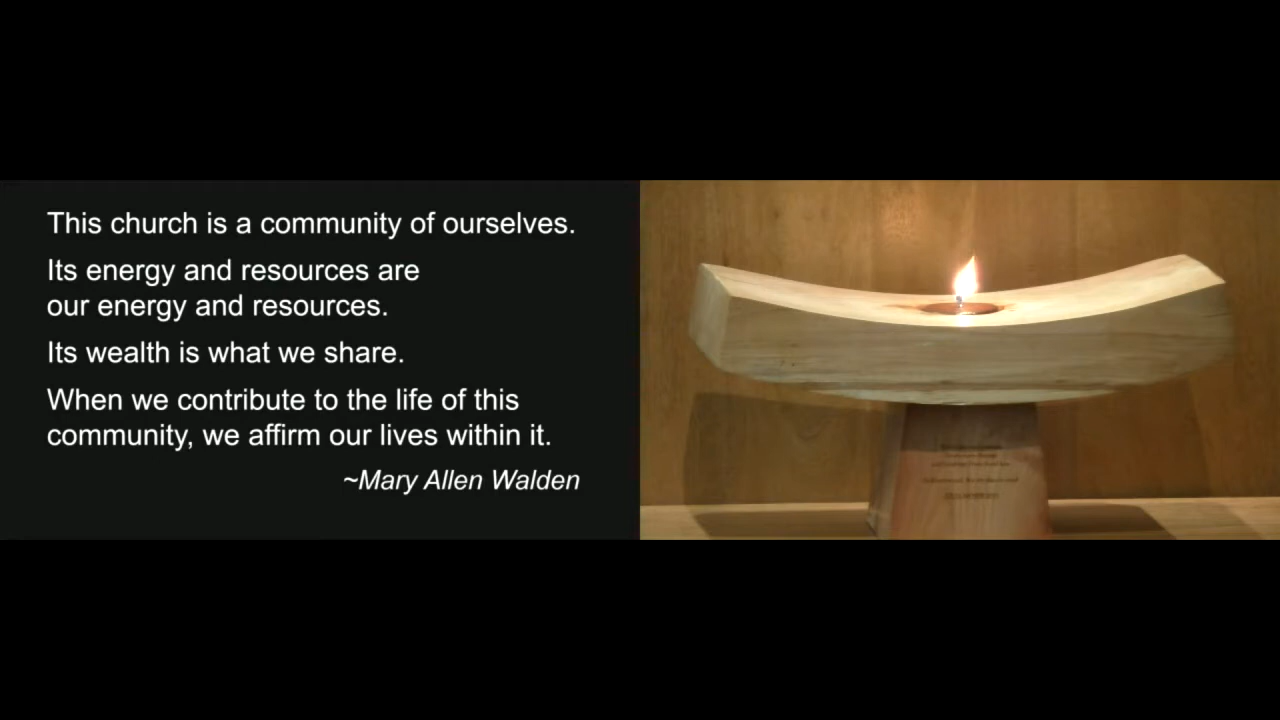 This church is a community of ourselves.
Its energy and resources are
our energy and resources.
Its wealth is what we share.
When we contribute to the life of this
community, we affirm our lives within it.
~Mary Allen Walden